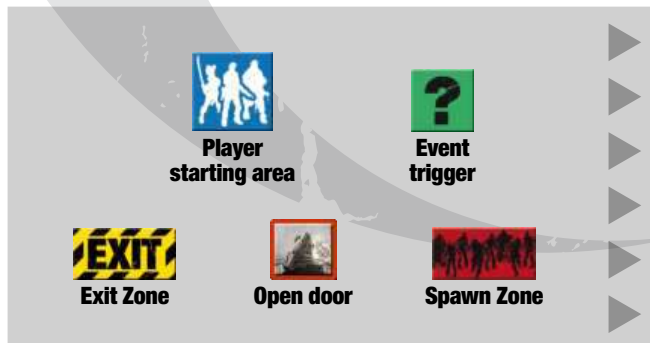 ?
Player
starting area
Event
trigger
EXIT
Exit Zone
Open door
Spawn Zone